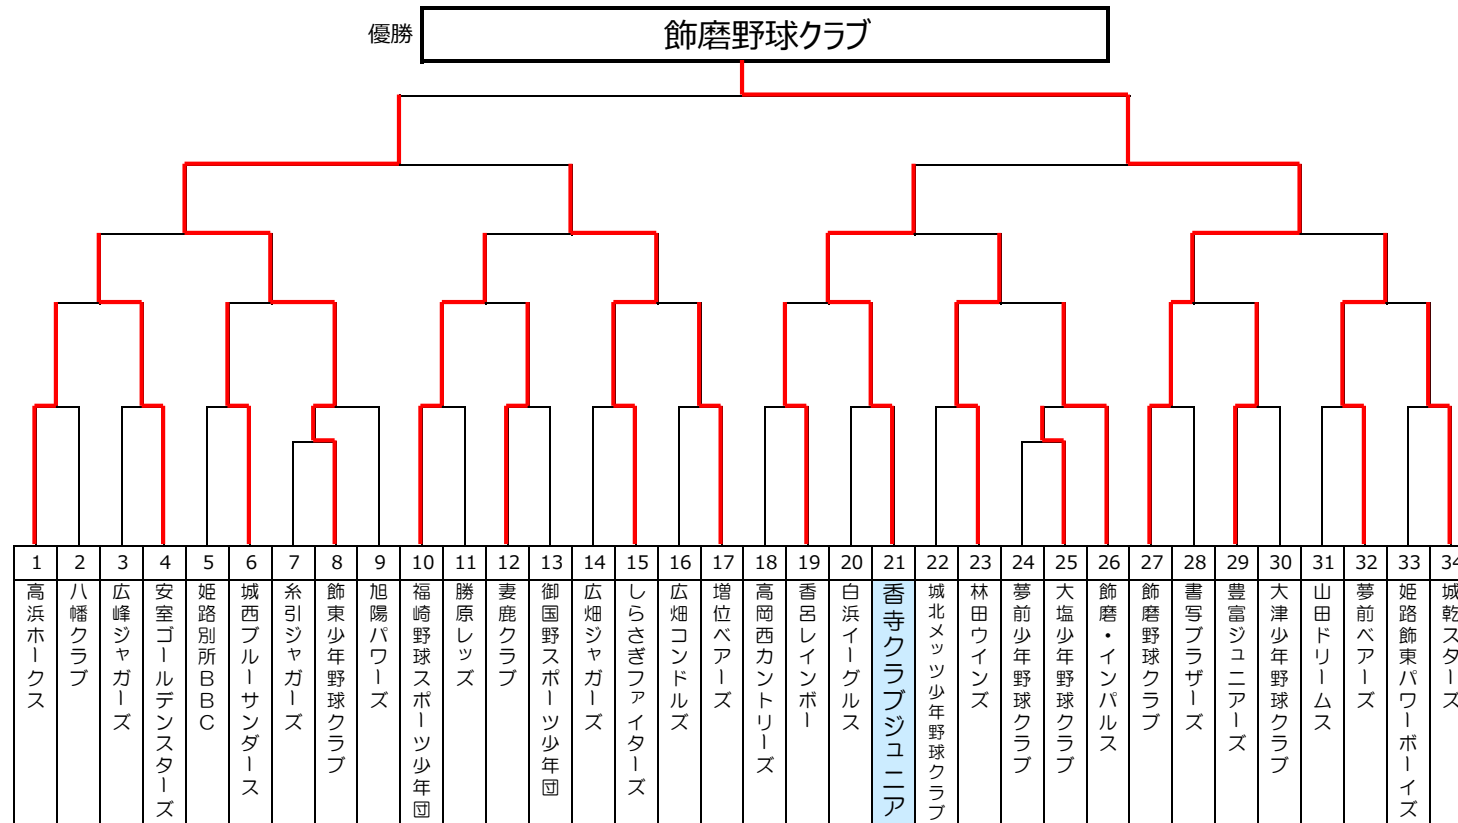 優勝
飾磨野球クラブ
1
2
3
4
5
6
7
8
9
10
11
12
13
14
15
16
17
18
19
20
21
22
23
24
25
26
27
28
29
30
31
32
33
34
高浜ホークス
八幡クラブ
広峰ジャガーズ
安室ゴールデンスターズ
姫路別所BBC
城西ブルーサンダース
糸引ジャガーズ
飾東少年野球クラブ
旭陽パワーズ
福崎野球スポーツ少年団
勝原レッズ
妻鹿クラブ
御国野スポーツ少年団
広畑ジャガーズ
しらさぎファイターズ
広畑コンドルズ
増位ベアーズ
高岡西カントリーズ
香呂レインボー
白浜イーグルス
香寺クラブジュニア
城北メッツ少年野球クラブ
林田ウインズ
夢前少年野球クラブ
大塩少年野球クラブ
飾磨・インパルス
飾磨野球クラブ
書写ブラザーズ
豊富ジュニアーズ
大津少年野球クラブ
山田ドリームス
夢前ベアーズ
姫路飾東パワーボーイズ
城乾スターズ